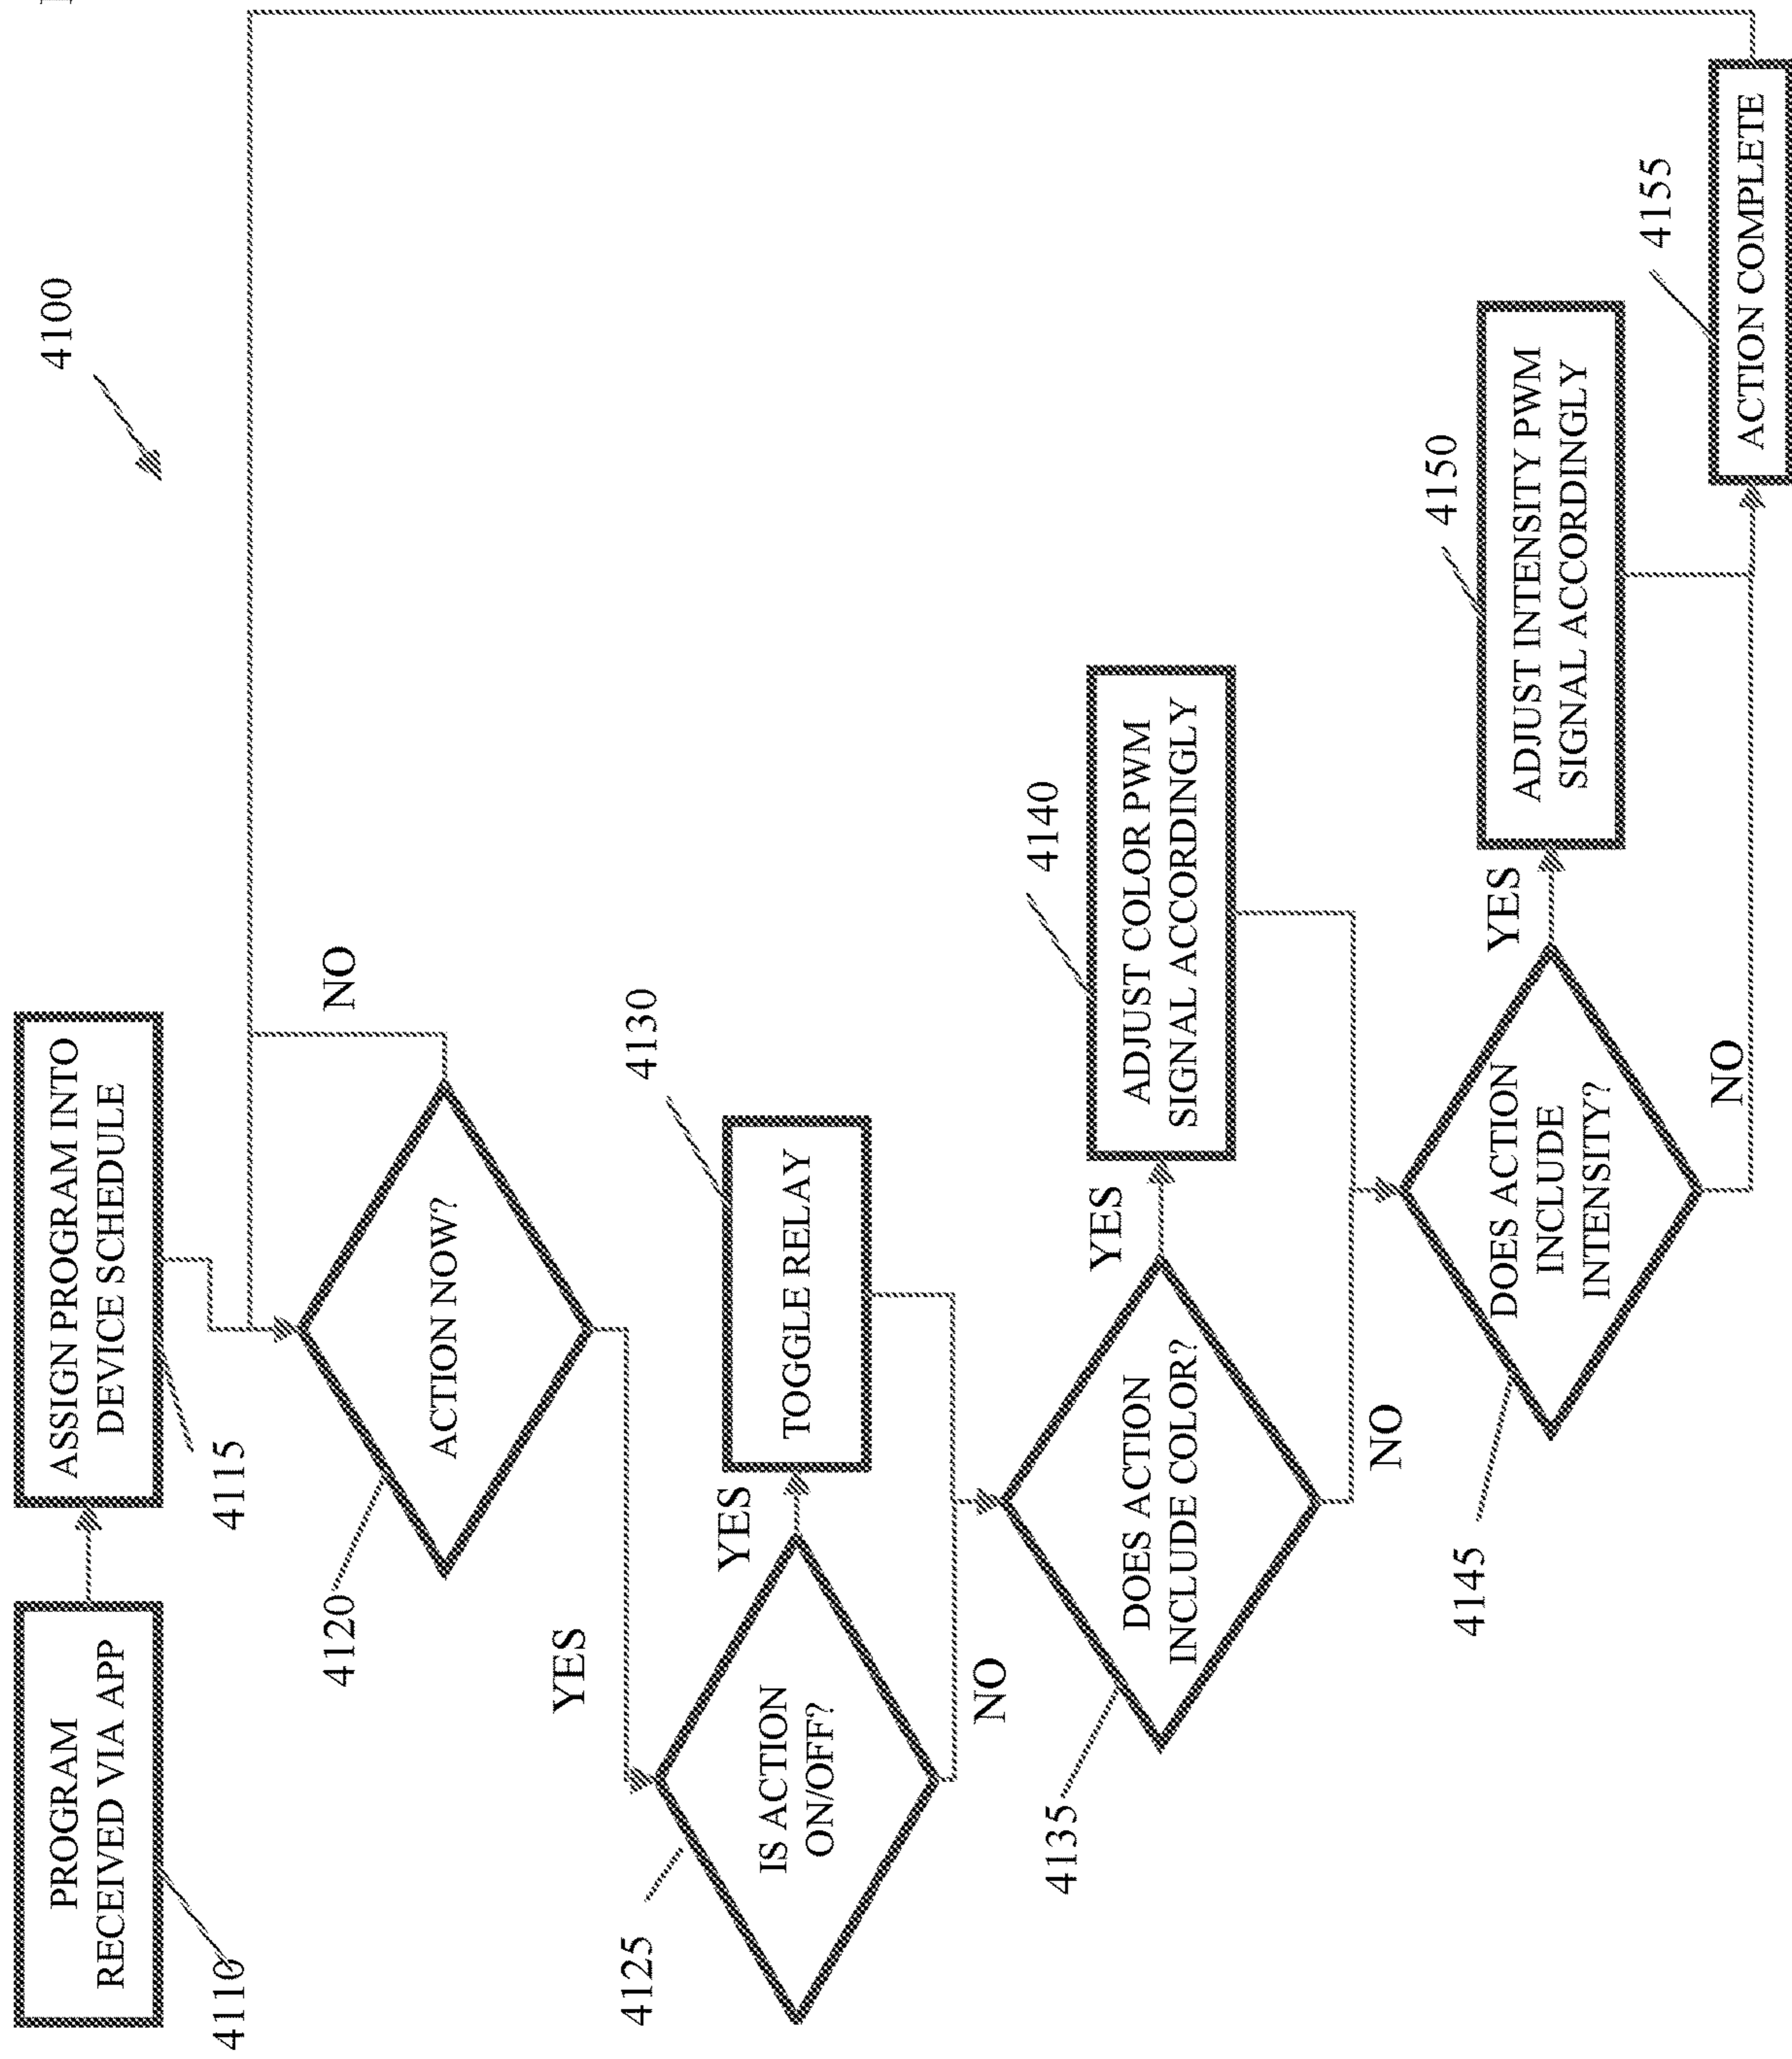 4100
PROGRAM
RECEIVED VIA APP
4110
ASSIGN PROGRAM INTO
DEVICE SCHEDULE
4115
ACTION NOW?
4120
NO
YES
IS ACTION
ON/OFF?
4125
YES
TOGGLE RELAY
4130
NO
DOES ACTION
INCLUDE COLOR?
4135
YES
ADJUST COLOR PWM
SIGNAL ACCORDINGLY
4140
NO
DOES ACTION
INCLUDE
INTENSITY?
4145
YES
ADJUST INTENSITY PWM
SIGNAL ACCORDINGLY
4150
NO
ACTION COMPLETE
4155